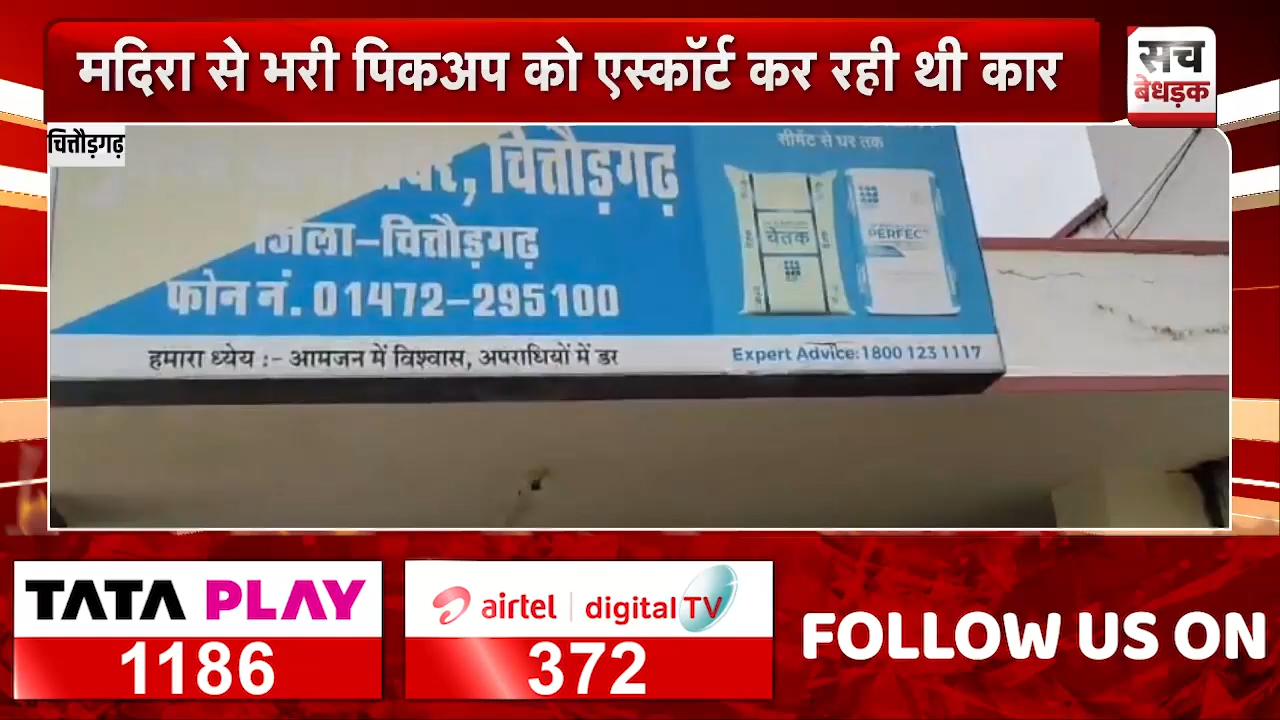 मदिरा से भरी पिकअप को एस्कॉर्ट कर रही थी कार
सच
बेधड़क
चित्तौड़गढ़
सीमेंट से घर तक
चित्तौड़गढ़
जिला-चित्तौड़गढ़
फोन नं. 01472-295100
चेतक
PERFECT
हमारा ध्येय :- आमजन में विश्वास, अपराधियों में डर
Expert Advice: 1800 123 1117
TATA PLAY
1186
airtel | digital TV
372
FOLLOW US ON